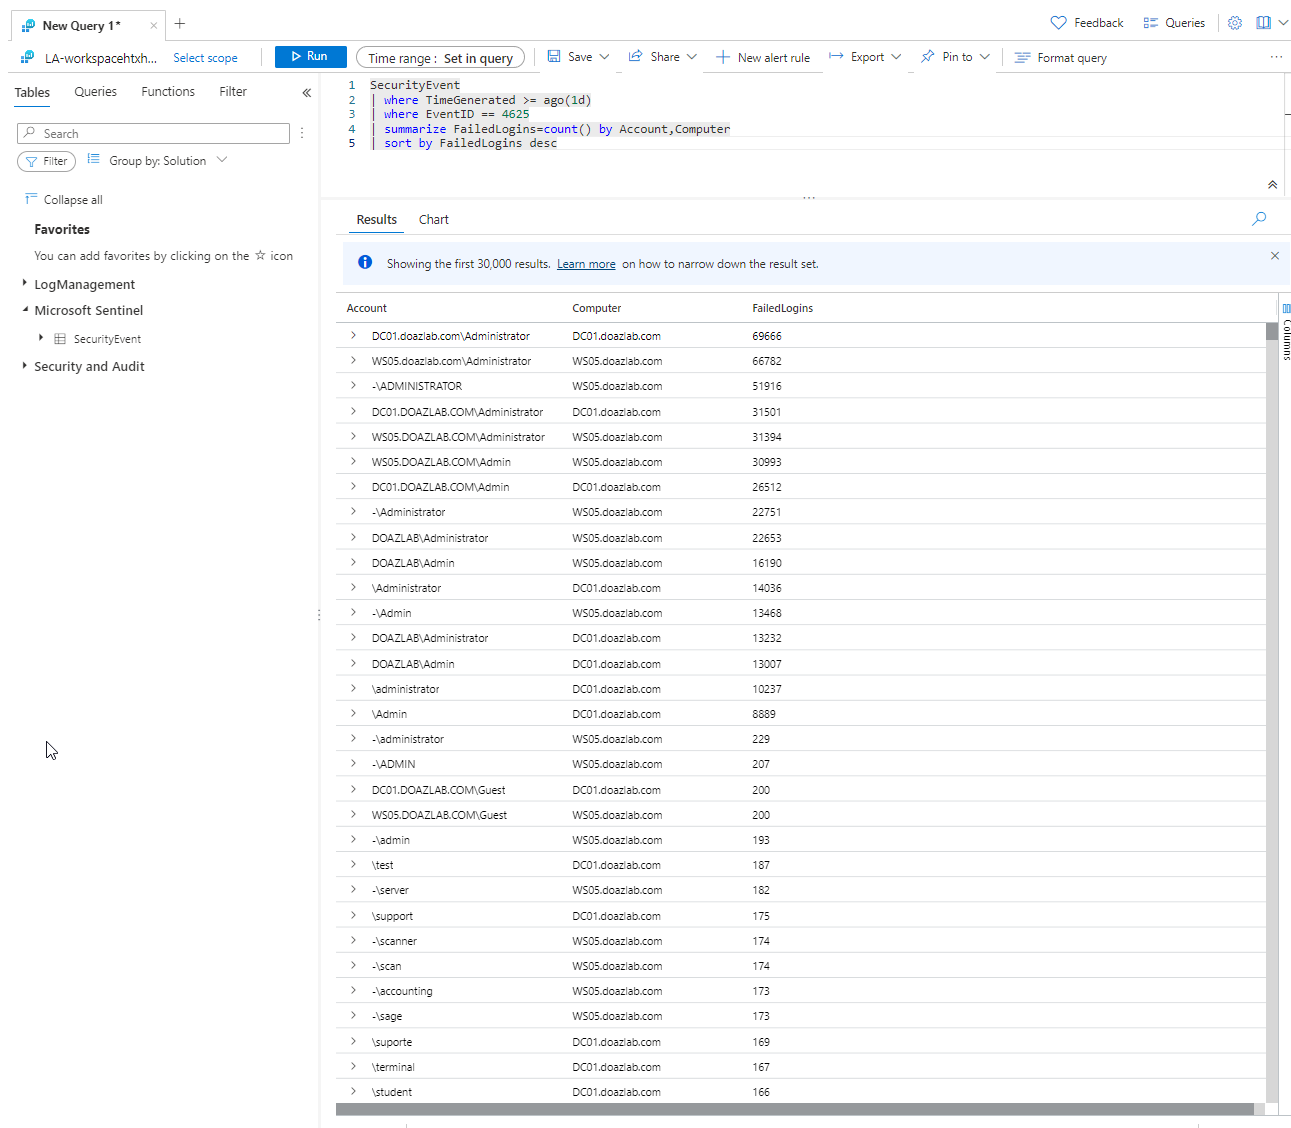 New Query 1*
Feedback
Queries
LA-workspacehtxh...
Select scope
Run
Time range : Set in query
Save
Share
New alert rule
Export
Pin to
Format query
Tables
Queries
Functions
Filter
Search
Filter
Group by: Solution
Collapse all
Favorites
You can add favorites by clicking on the ☆ icon
LogManagement
Microsoft Sentinel
SecurityEvent
Security and Audit
1 SecurityEvent
2 | where TimeGenerated >= ago(1d)
3 | where EventID == 4625
4 | summarize FailedLogins=count() by Account,Computer
5 | sort by FailedLogins desc
Results
Chart
Showing the first 30,000 results. Learn more on how to narrow down the result set.
Account Computer FailedLogins
DC01.doazlab.com\Administrator DC01.doazlab.com 69666
WS05.doazlab.com\Administrator WS05.doazlab.com 66782
-\ADMINISTRATOR WS05.doazlab.com 51916
DC01.DOAZLAB.COM\Administrator DC01.doazlab.com 31501
WS05.DOAZLAB.COM\Administrator WS05.doazlab.com 31394
WS05.DOAZLAB.COM\Admin WS05.doazlab.com 30993
DC01.DOAZLAB.COM\Admin DC01.doazlab.com 26512
-\Administrator WS05.doazlab.com 22751
DOAZLAB\Administrator WS05.doazlab.com 22653
DOAZLAB\Admin WS05.doazlab.com 16190
\Administrator DC01.doazlab.com 14036
-\Admin WS05.doazlab.com 13468
DOAZLAB\Administrator DC01.doazlab.com 13232
DOAZLAB\Admin DC01.doazlab.com 13007
\administrator DC01.doazlab.com 10237
\Admin DC01.doazlab.com 8889
-\administrator WS05.doazlab.com 229
-\ADMIN WS05.doazlab.com 207
DC01.DOAZLAB.COM\Guest DC01.doazlab.com 200
WS05.DOAZLAB.COM\Guest WS05.doazlab.com 200
-\admin WS05.doazlab.com 193
\test DC01.doazlab.com 187
-\server WS05.doazlab.com 182
\support DC01.doazlab.com 175
-\scanner WS05.doazlab.com 174
-\scan WS05.doazlab.com 174
-\accounting WS05.doazlab.com 173
-\sage WS05.doazlab.com 173
\suporte DC01.doazlab.com 169
\terminal DC01.doazlab.com 167
\student DC01.doazlab.com 166
Columns